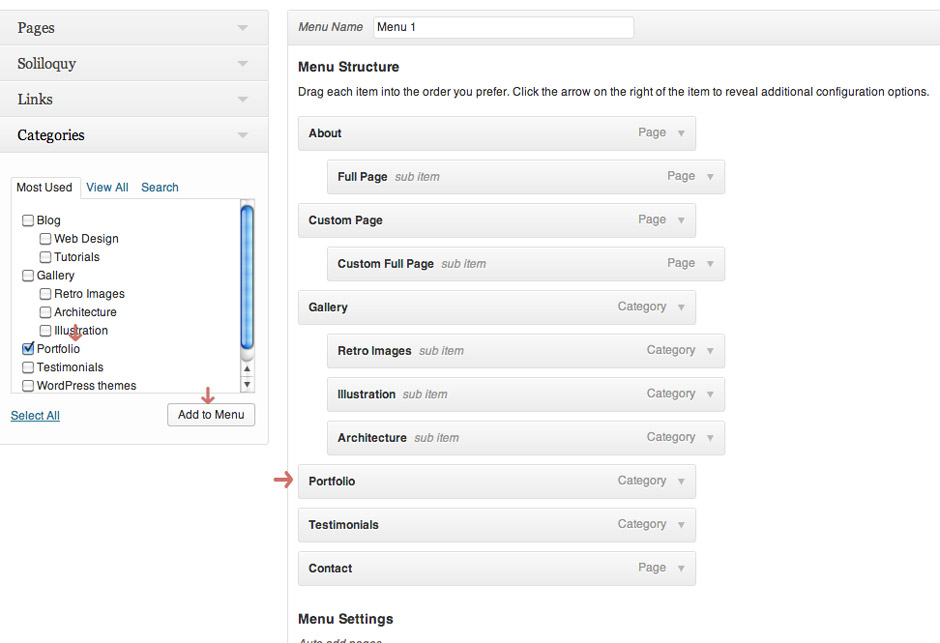 Pages
Soliloquy
Links
Categories
Most Used View All Search
Blog
Web Design
Tutorials
Gallery
Retro Images
Architecture
Illustration
Portfolio
Testimonials
WordPress themes
Select All Add to Menu
Menu Name Menu 1
Menu Structure
Drag each item into the order you prefer. Click the arrow on the right of the item to reveal additional configuration options.
About Page
Full Page sub item Page
Custom Page Page
Custom Full Page sub item Page
Gallery Category
Retro Images sub item Category
Illustration sub item Category
Architecture sub item Category
Portfolio Category
Testimonials Category
Contact Page
Menu Settings
Auto add pages